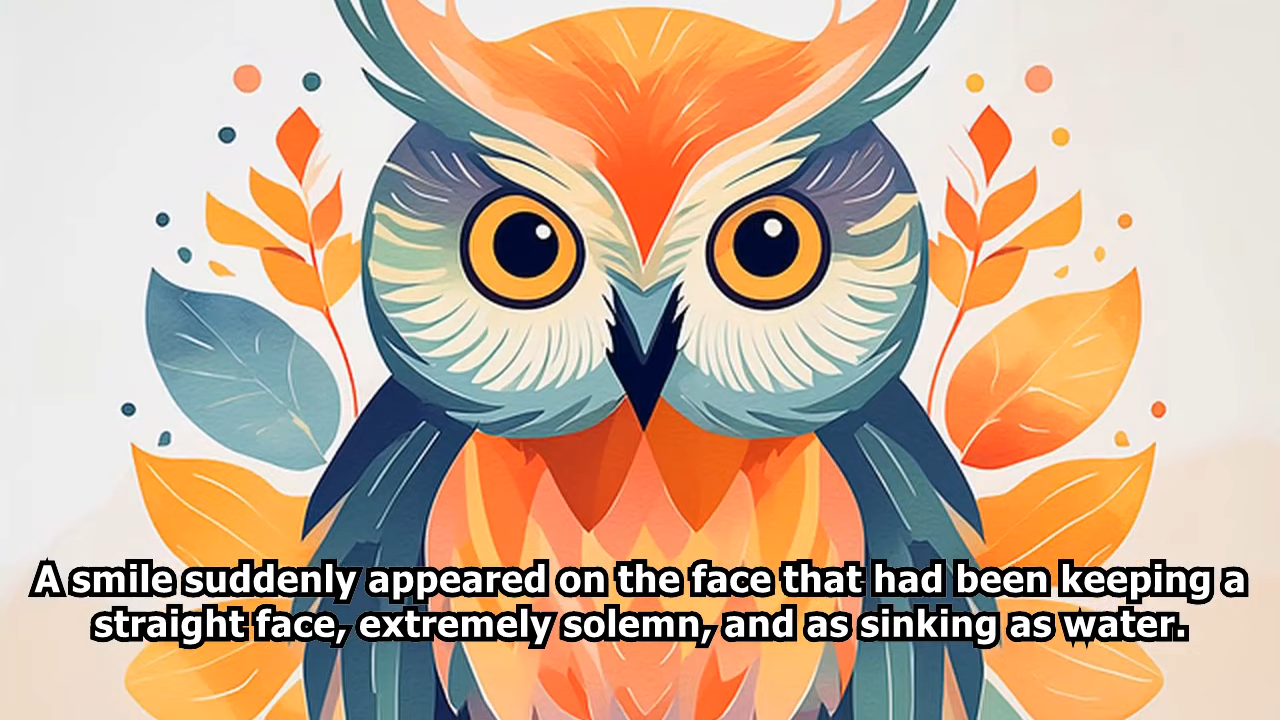 A smile suddenly appeared on the face that had been keeping a
straight face, extremely solemn, and as sinking as water.